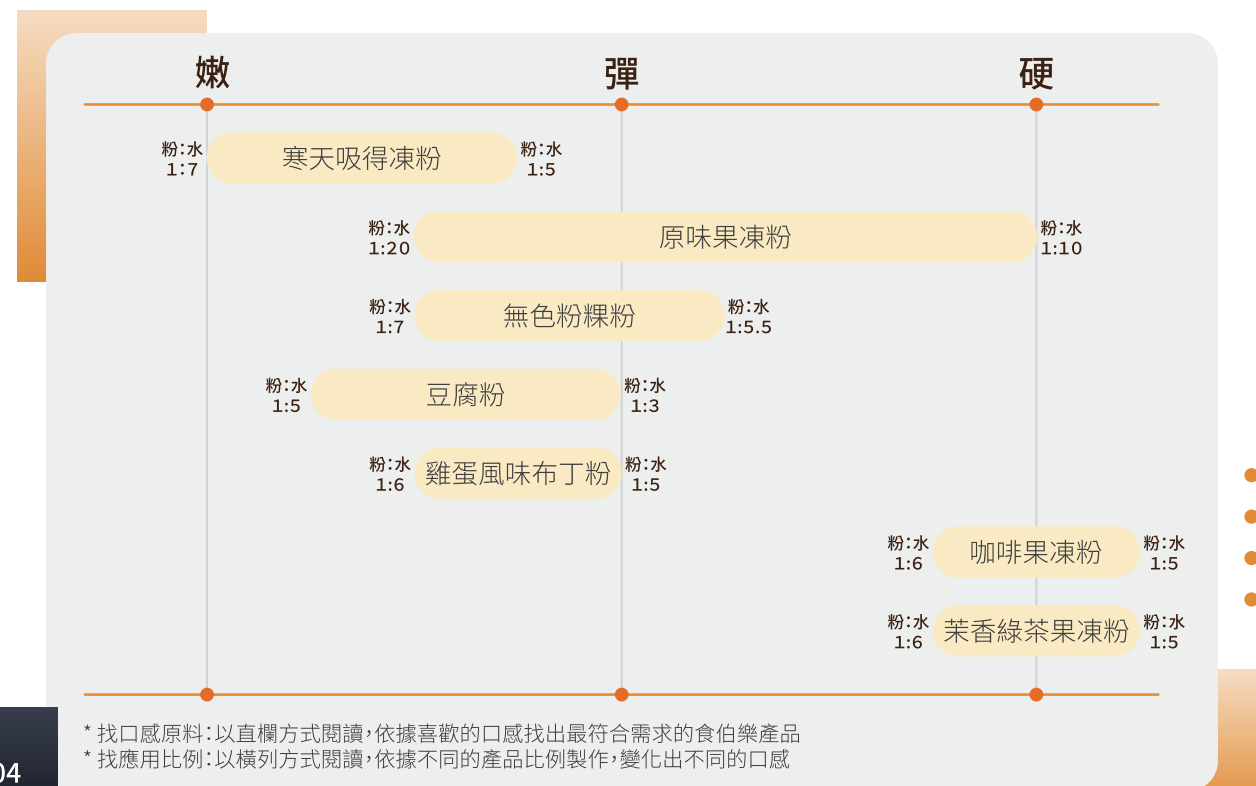 嫩 彈 硬
粉:水 寒天吸得凍粉 粉:水
1:7 1:5
粉:水 原味果凍粉 粉:水
1:20 1:10
粉:水 無色粉粿粉 粉:水
1:7 1:5.5
粉:水 豆腐粉 粉:水
1:5 1:3
粉:水 雞蛋風味布丁粉 粉:水
1:6 1:5
粉:水 咖啡果凍粉 粉:水
1:6 1:5
粉:水 茉香綠茶果凍粉 粉:水
1:6 1:5
* 找口感原料:以直欄方式閱讀,依據喜歡的口感找出最符合需求的食伯樂產品
* 找應用比例:以橫列方式閱讀,依據不同的產品比例製作,變化出不同的口感
04